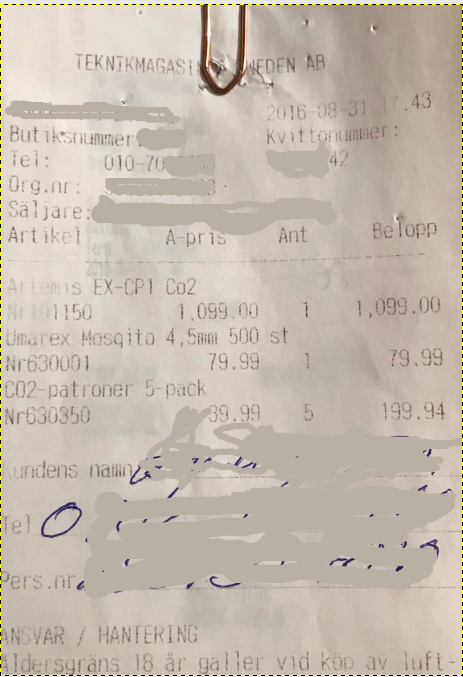 TEKNIKMAGASIN SWEDEN AB
2016-08-31 17.43
Butiksnummer Kvittonummer:
Tel: 010-70 42
Org.nr:
Säljare:
Artikel A-pris Ant Belopp
Artemis EX-CP1 Co2
Nr101150 1,099.00 1 1,099.00
Umarex Mosqito 4,5mm 500 st
Nr630001 79.99 1 79.99
CO2-patroner 5-pack
Nr630350 39.99 5 199.94
Kundens namn
Tel
Pers.nr
ANSVAR / HANTERING
Åldersgräns 18 år gäller vid köp av luft-